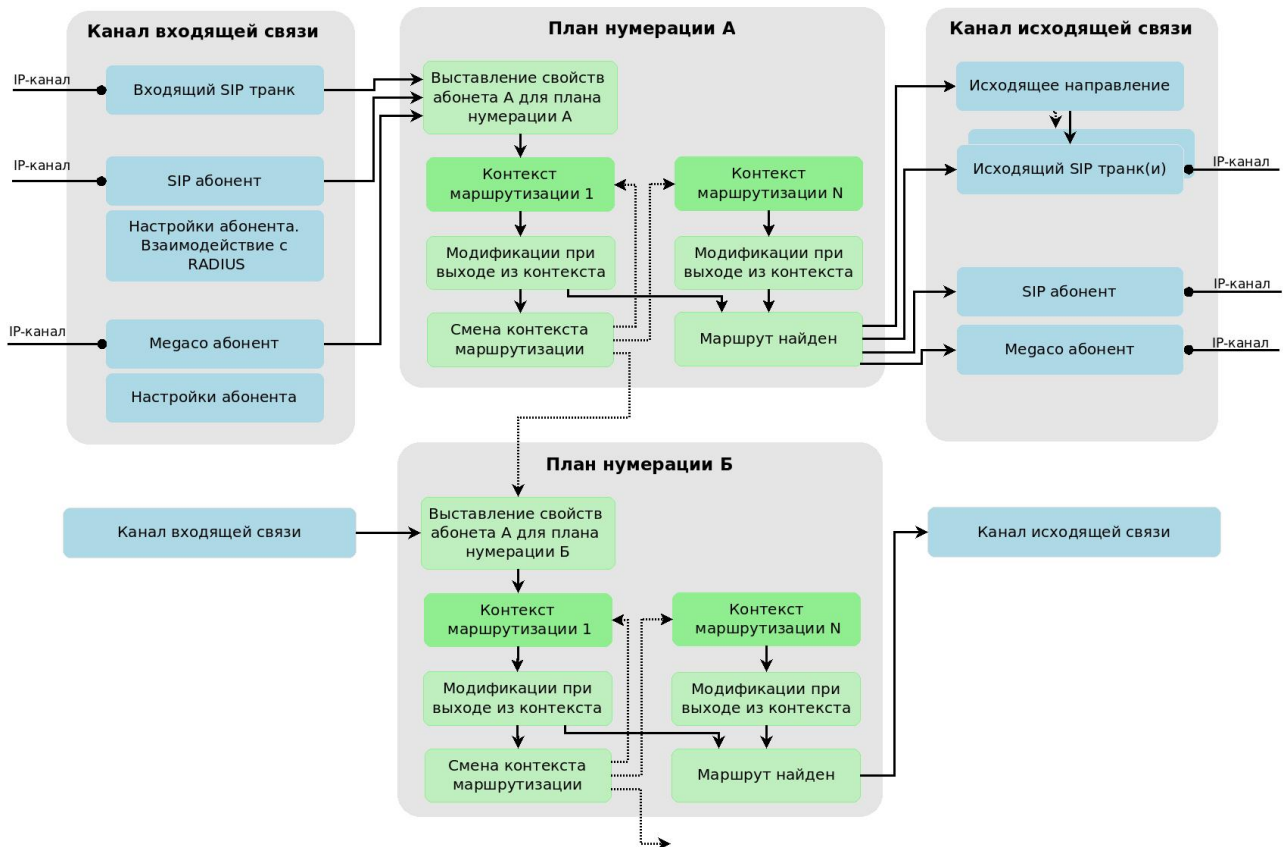 Канал входящей связи
IP-канал
Входящий SIP транк
IP-канал
SIP абонент
Настройки абонента.
Взаимодействие с
RADIUS
IP-канал
Megaco абонент
Настройки абонента
План нумерации А
Выставление свойств
абонета А для плана
нумерации А
Контекст
маршрутизации 1
Контекст
маршрутизации N
Модификации при
выходе из контекста
Модификации при
выходе из контекста
Смена контекста
маршрутизации
Маршрут найден
Канал исходящей связи
Исходящее направление
Исходящий SIP транк(и)
IP-канал
SIP абонент
IP-канал
Megaco абонент
IP-канал
План нумерации Б
Канал входящей связи
Выставление свойств
абонета А для плана
нумерации Б
Канал исходящей связи
Контекст
маршрутизации 1
Контекст
маршрутизации N
Модификации при
выходе из контекста
Модификации при
выходе из контекста
Смена контекста
маршрутизации
Маршрут найден